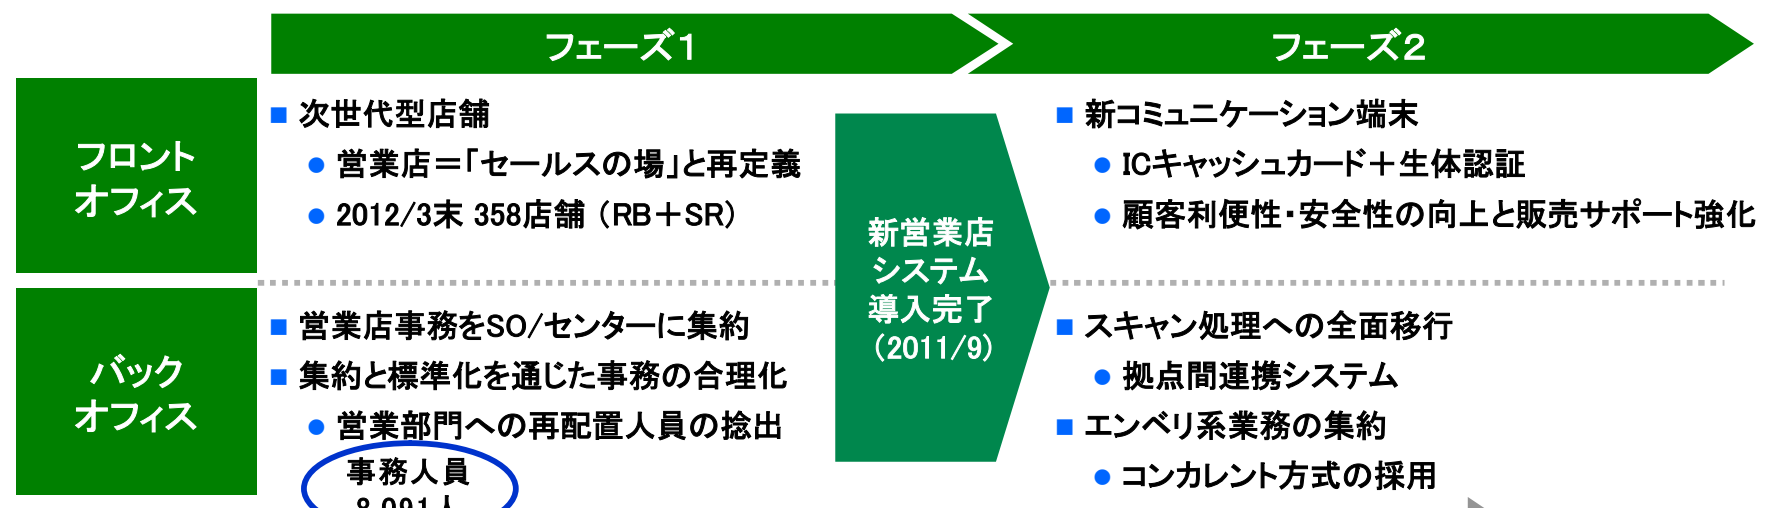 フェーズ１
フェーズ２
フロント
オフィス
■ 次世代型店舗
● 営業店＝「セールスの場」と再定義
● 2012/3末 358店舗 （RB＋SR）
新営業店
システム
導入完了
（2011/9）
■ 新コミュニケーション端末
● ICキャッシュカード＋生体認証
● 顧客利便性・安全性の向上と販売サポート強化
バック
オフィス
■ 営業店事務をSO/センターに集約
■ 集約と標準化を通じた事務の合理化
● 営業部門への再配置人員の捻出
事務人員
8,091人
■ スキャン処理への全面移行
● 拠点間連携システム
■ エンベリ系業務の集約
● コンカレント方式の採用